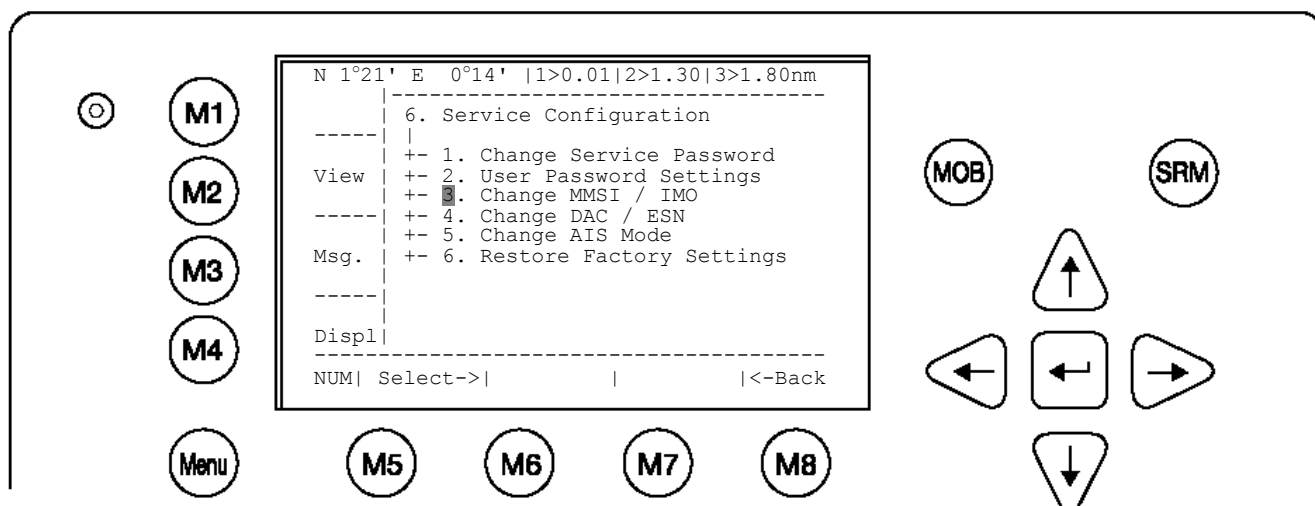 N 1°21' E 0°14' |1>0.01|2>1.30|3>1.80nm
M1
6. Service Configuration
+- 1. Change Service Password
M2
View | +- 2. User Password Settings
+- 3. Change MMSI / IMO
+- 4. Change DAC / ESN
+- 5. Change AIS Mode
M3
Msg. | +- 6. Restore Factory Settings
M4
Displ|
NUM| Select->| | |<-Back
MOB
SRM
Menu
M5
M6
M7
M8